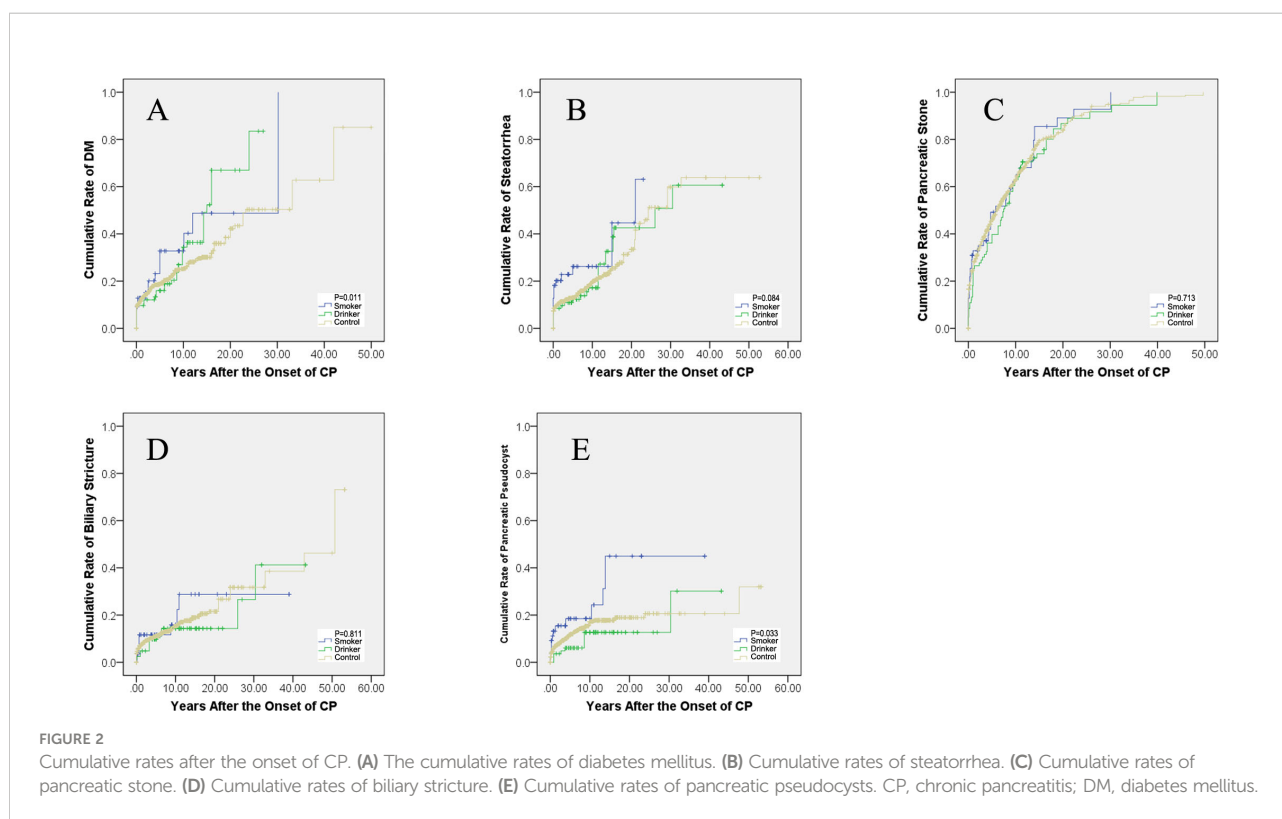 A
Cumulative Rate of DM
1.0
0.8
0.6
0.4
0.2
0.0
P=0.011
Smoker
Drinker
Control
.00 10.00 20.00 30.00 40.00 50.00
Years After the Onset of CP
B
Cumulative Rate of Steatorrhea
1.0
0.8
0.6
0.4
0.2
0.0
P=0.084
Smoker
Drinker
Control
.00 10.00 20.00 30.00 40.00 50.00 60.00
Years After the Onset of CP
C
Cumulative Rate of Pancreatic Stone
1.0
0.8
0.6
0.4
0.2
0.0
P=0.713
Smoker
Drinker
Control
.00 10.00 20.00 30.00 40.00 50.00
Years After the Onset of CP
D
Cumulative Rate of Biliary Stricture
1.0
0.8
0.6
0.4
0.2
0.0
P=0.811
Smoker
Drinker
Control
.00 10.00 20.00 30.00 40.00 50.00 60.00
Years After the Onset of CP
E
Cumulative Rate of Pancreatic Pseudocyst
1.0
0.8
0.6
0.4
0.2
0.0
P=0.033
Smoker
Drinker
Control
.00 10.00 20.00 30.00 40.00 50.00 60.00
Years After the Onset of CP
FIGURE 2
Cumulative rates after the onset of CP. (A) The cumulative rates of diabetes mellitus. (B) Cumulative rates of steatorrhea. (C) Cumulative rates of
pancreatic stone. (D) Cumulative rates of biliary stricture. (E) Cumulative rates of pancreatic pseudocysts. CP, chronic pancreatitis; DM, diabetes mellitus.